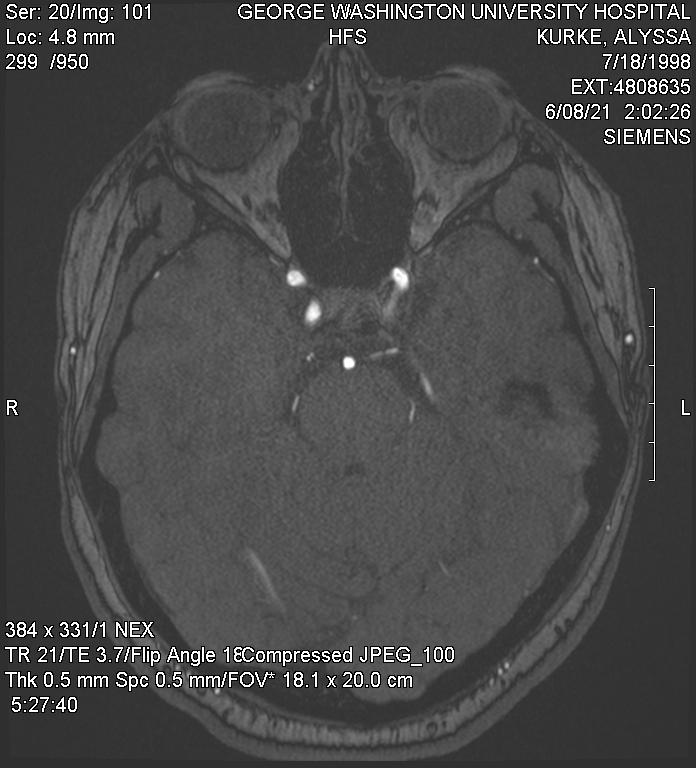 Ser: 20/Img: 101
Loc: 4.8 mm
299 /950
GEORGE WASHINGTON UNIVERSITY HOSPITAL
HFS
KURKE, ALYSSA
7/18/1998
EXT:4808635
6/08/21 2:02:26
SIEMENS
R
L
384 x 331/1 NEX
TR 21/TE 3.7/Flip Angle 18Compressed JPEG_100
Thk 0.5 mm Spc 0.5 mm/FOV* 18.1 x 20.0 cm
5:27:40